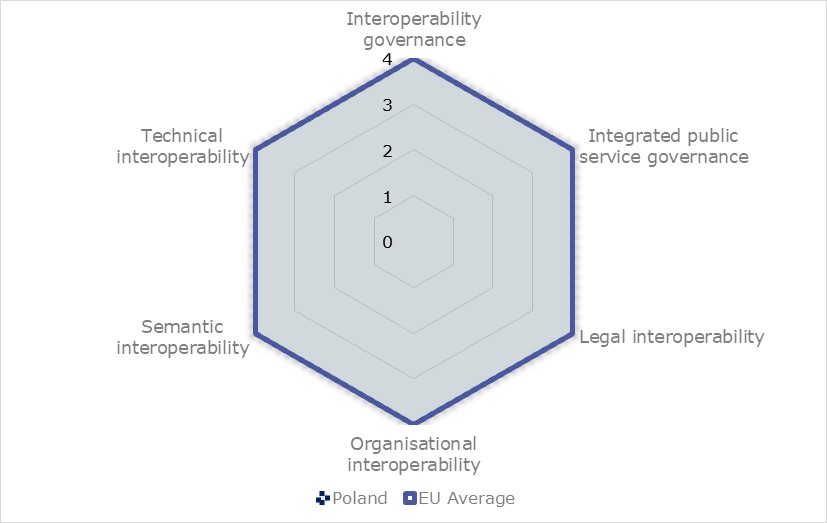 Interoperability
governance
4
3
2
1
0
Technical
interoperability
Integrated public
service governance
Semantic
interoperability
Legal interoperability
Organisational
interoperability
Poland
EU Average